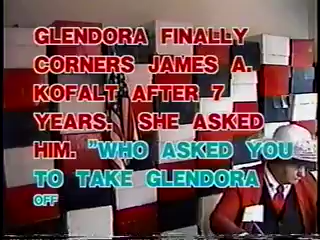 GLENDORA FINALLY
CORNERS JAMES A.
KOFALT AFTER 7
YEARS. SHE ASKED
HIM. "WHO ASKED YOU
TO TAKE GLENDORA
OFF